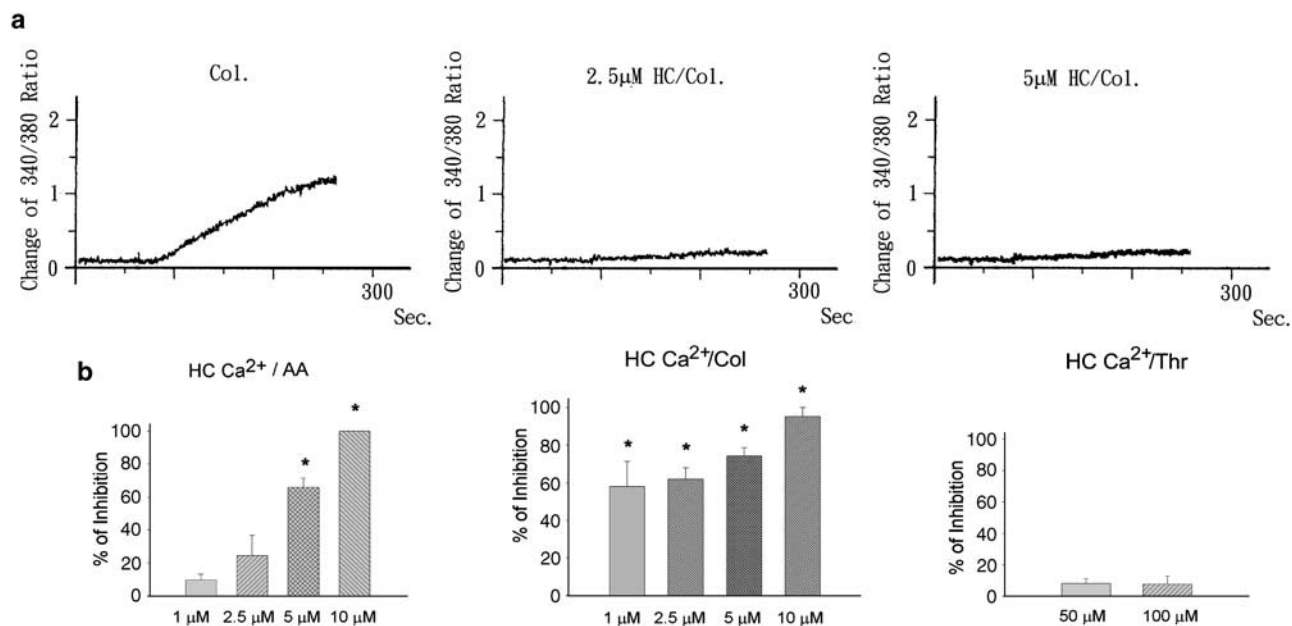 a
Col.
Change of 340/380 Ratio
2
1
0
300
Sec.
2.5μM HC/Col.
Change of 340/380 Ratio
2
1
0
300
Sec.
5μM HC/Col.
Change of 340/380 Ratio
2
1
0
300
Sec.
b
HC Ca2+ / AA
% of Inhibition
100
80
60
40
20
0
* *
1 μM 2.5 μM 5 μM 10 μM
HC Ca2+/Col
% of Inhibition
100
80
60
40
20
0
* * * *
1 μM 2.5 μM 5 μM 10 μM
HC Ca2+/Thr
% of Inhibition
100
80
60
40
20
0
50 μM 100 μM